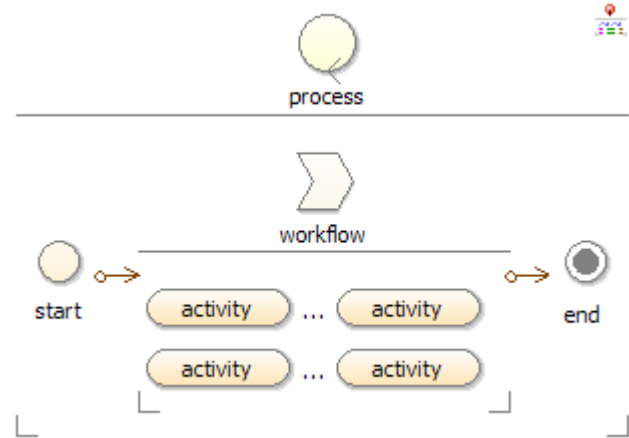 process
workflow
start
end
activity ... activity
activity ... activity